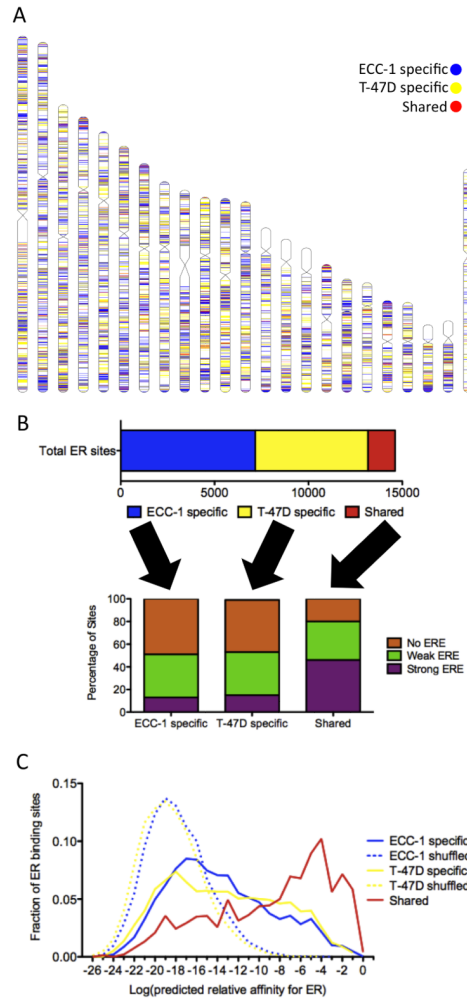 A
ECC-1 specific
T-47D specific
Shared
B
Total ER sites
0 5000 10000 15000
ECC-1 specific T-47D specific Shared
Percentage of Sites
100
80
60
40
20
0
No ERE
Weak ERE
Strong ERE
ECC-1 specific T-47D specific Shared
C
Fraction of ER binding sites
0.15
0.10
0.05
0.00
ECC-1 specific
ECC-1 shuffled
T-47D specific
T-47D shuffled
Shared
-26 -24 -22 -20 -18 -16 -14 -12 -10 -8 -6 -4 -2 0
Log(predicted relative affinity for ER)